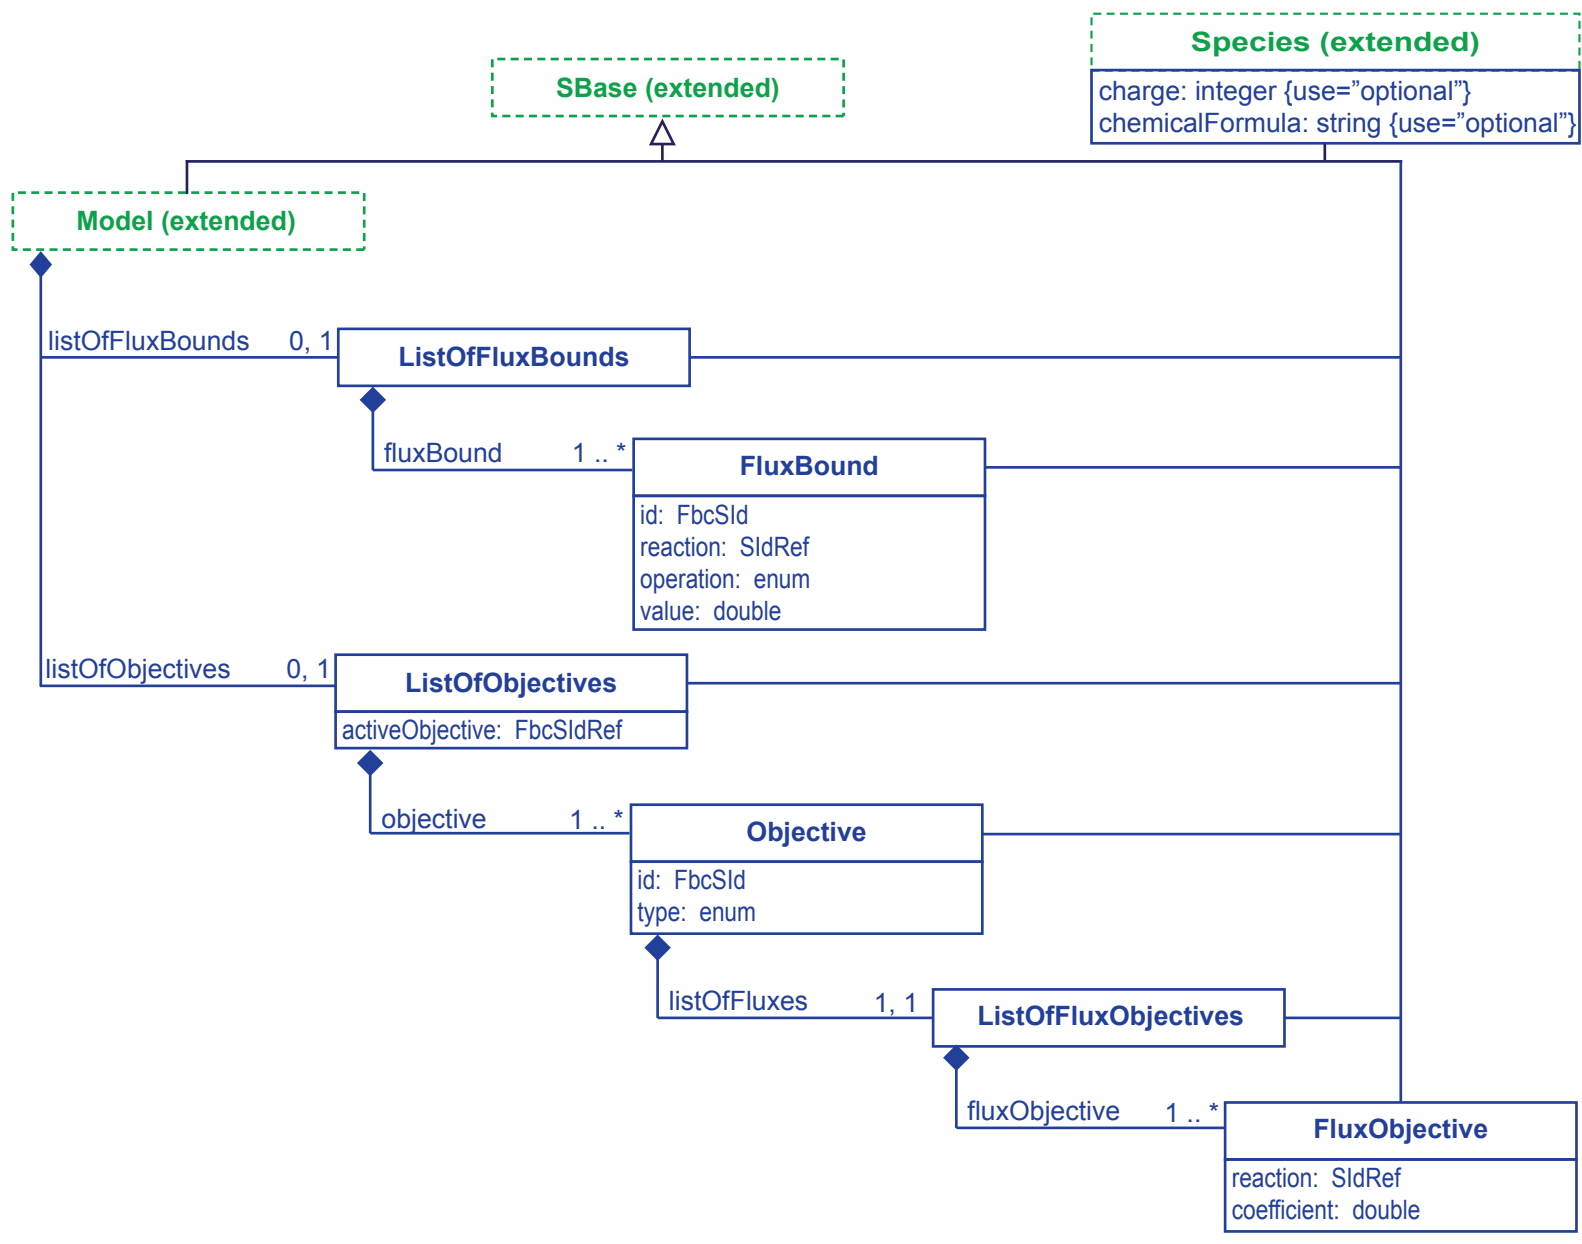 Species (extended)
SBase (extended)
charge: integer {use=”optional”}
chemicalFormula: string {use=”optional”}
Model (extended)
listOfFluxBounds 0, 1
ListOfFluxBounds
fluxBound 1 .. *
FluxBound
id: FbcSId
reaction: SIdRef
operation: enum
value: double
listOfObjectives 0, 1
ListOfObjectives
activeObjective: FbcSIdRef
objective 1 .. *
Objective
id: FbcSId
type: enum
listOfFluxes 1, 1
ListOfFluxObjectives
fluxObjective 1 .. *
FluxObjective
reaction: SIdRef
coefficient: double